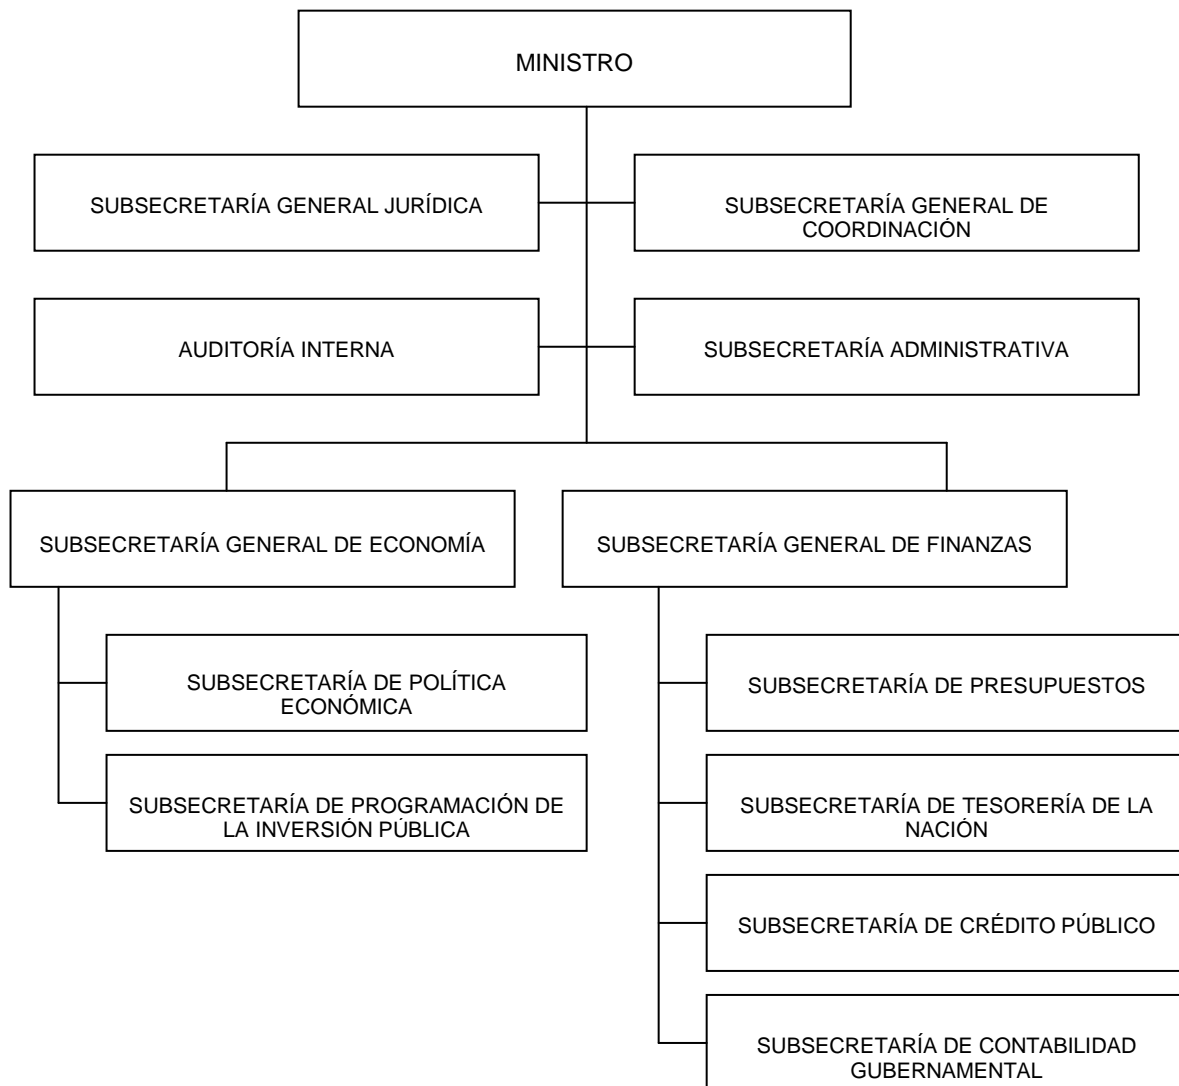 MINISTRO
SUBSECRETARÍA GENERAL JURÍDICA
SUBSECRETARÍA GENERAL DE
COORDINACIÓN
AUDITORÍA INTERNA
SUBSECRETARÍA ADMINISTRATIVA
SUBSECRETARÍA GENERAL DE ECONOMÍA
SUBSECRETARÍA GENERAL DE FINANZAS
SUBSECRETARÍA DE POLÍTICA
ECONÓMICA
SUBSECRETARÍA DE PROGRAMACIÓN DE
LA INVERSIÓN PÚBLICA
SUBSECRETARÍA DE PRESUPUESTOS
SUBSECRETARÍA DE TESORERÍA DE LA
NACIÓN
SUBSECRETARÍA DE CRÉDITO PÚBLICO
SUBSECRETARÍA DE CONTABILIDAD
GUBERNAMENTAL